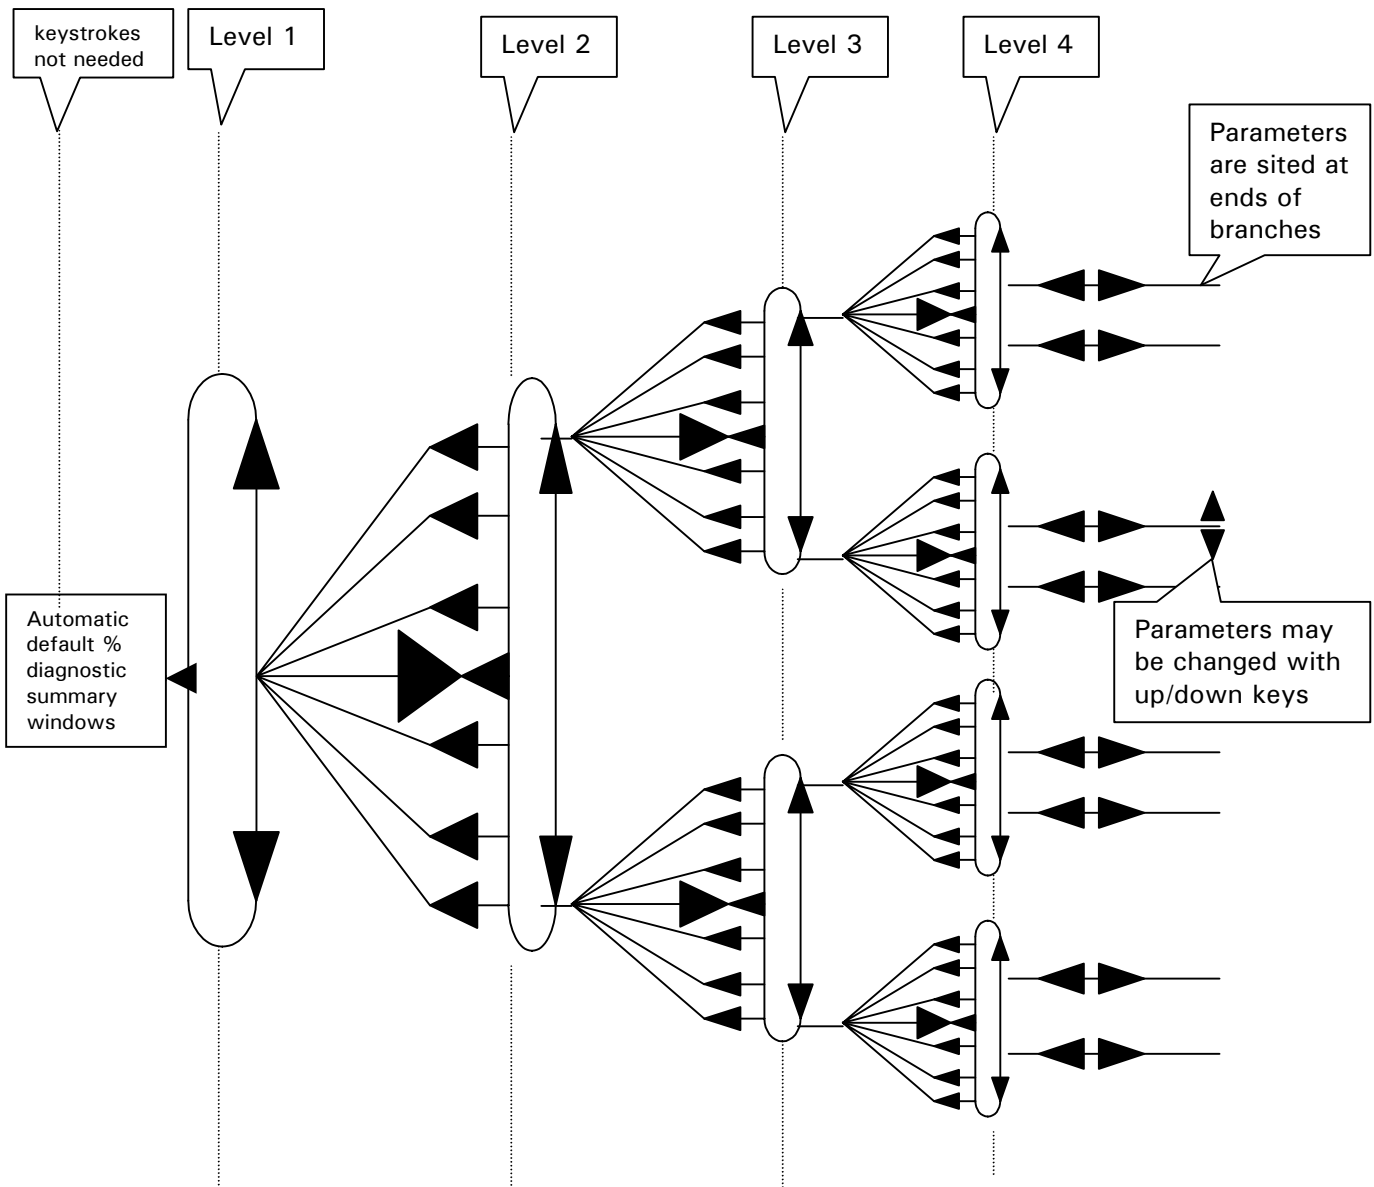 keystrokes
not needed
Level 1
Level 2
Level 3
Level 4
Parameters
are sited at
ends of
branches
Automatic
default %
diagnostic
summary
windows
Parameters may
be changed with
up/down keys